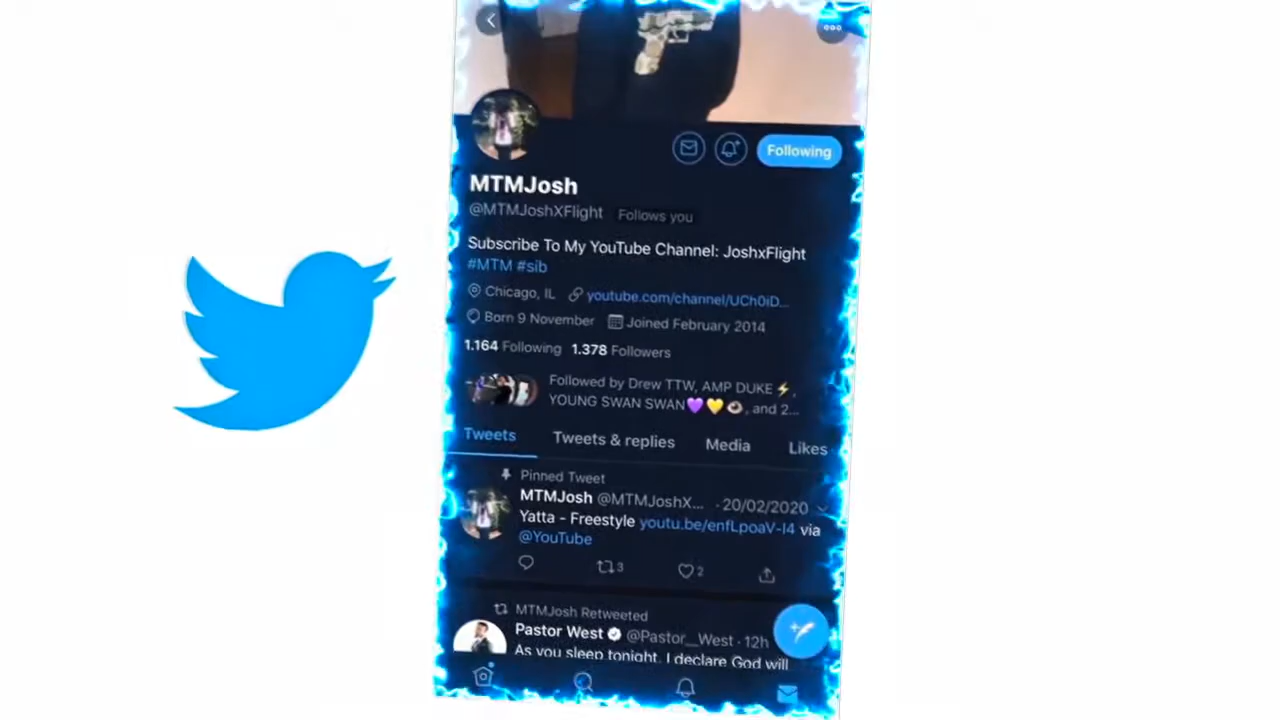 Following
MTMJosh
@MTMJoshXFlight Follows you
Subscribe To My YouTube Channel: JoshxFlight
#MTM #sib
Chicago, IL youtube.com/channel/UCh0iD...
Born 9 November Joined February 2014
1.164 Following 1.378 Followers
Followed by Drew TTW, AMP DUKE⚡,
YOUNG SWAN SWAN💜💛👁, and 2...
Tweets Tweets & replies Media Likes
Pinned Tweet
MTMJosh @MTMJoshX... · 20/02/2020
Yatta - Freestyle youtu.be/enfLpoaV-I4 via
@YouTube
3 2
MTMJosh Retweeted
Pastor West @Pastor__West · 12h
As you sleep tonight, I declare God will